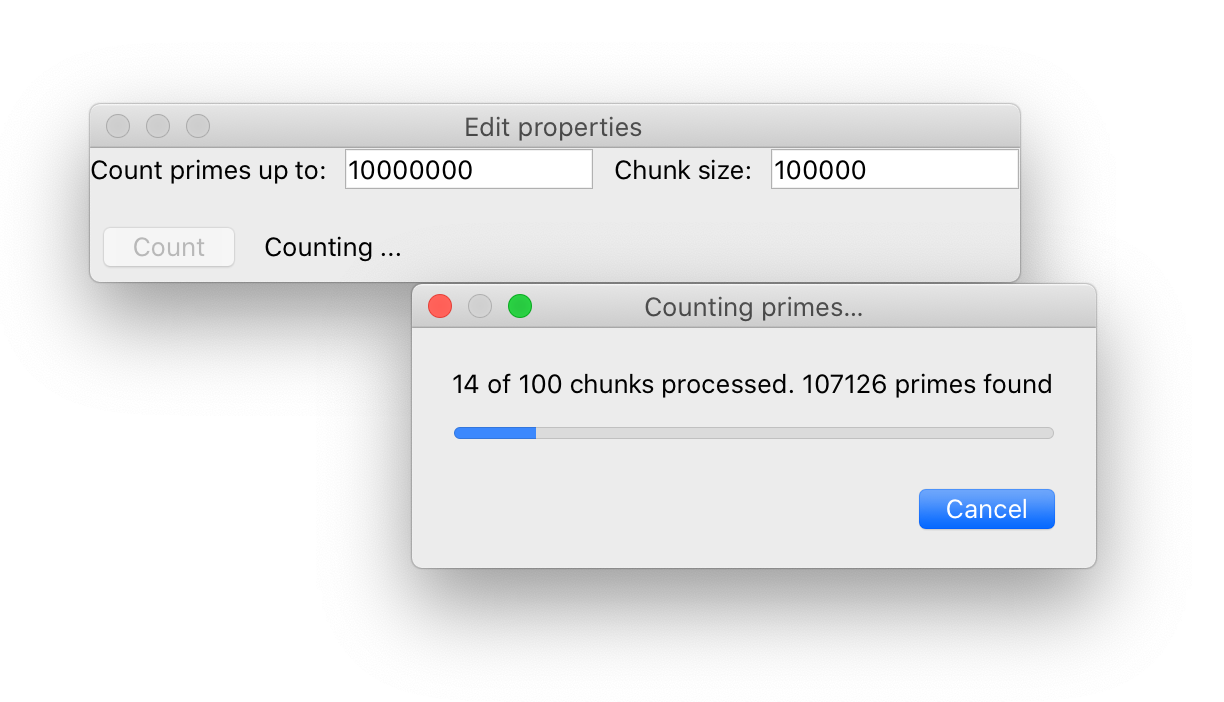 Edit properties
Count primes up to: 10000000 Chunk size: 100000
Count Counting ...
Counting primes...
14 of 100 chunks processed. 107126 primes found
Cancel